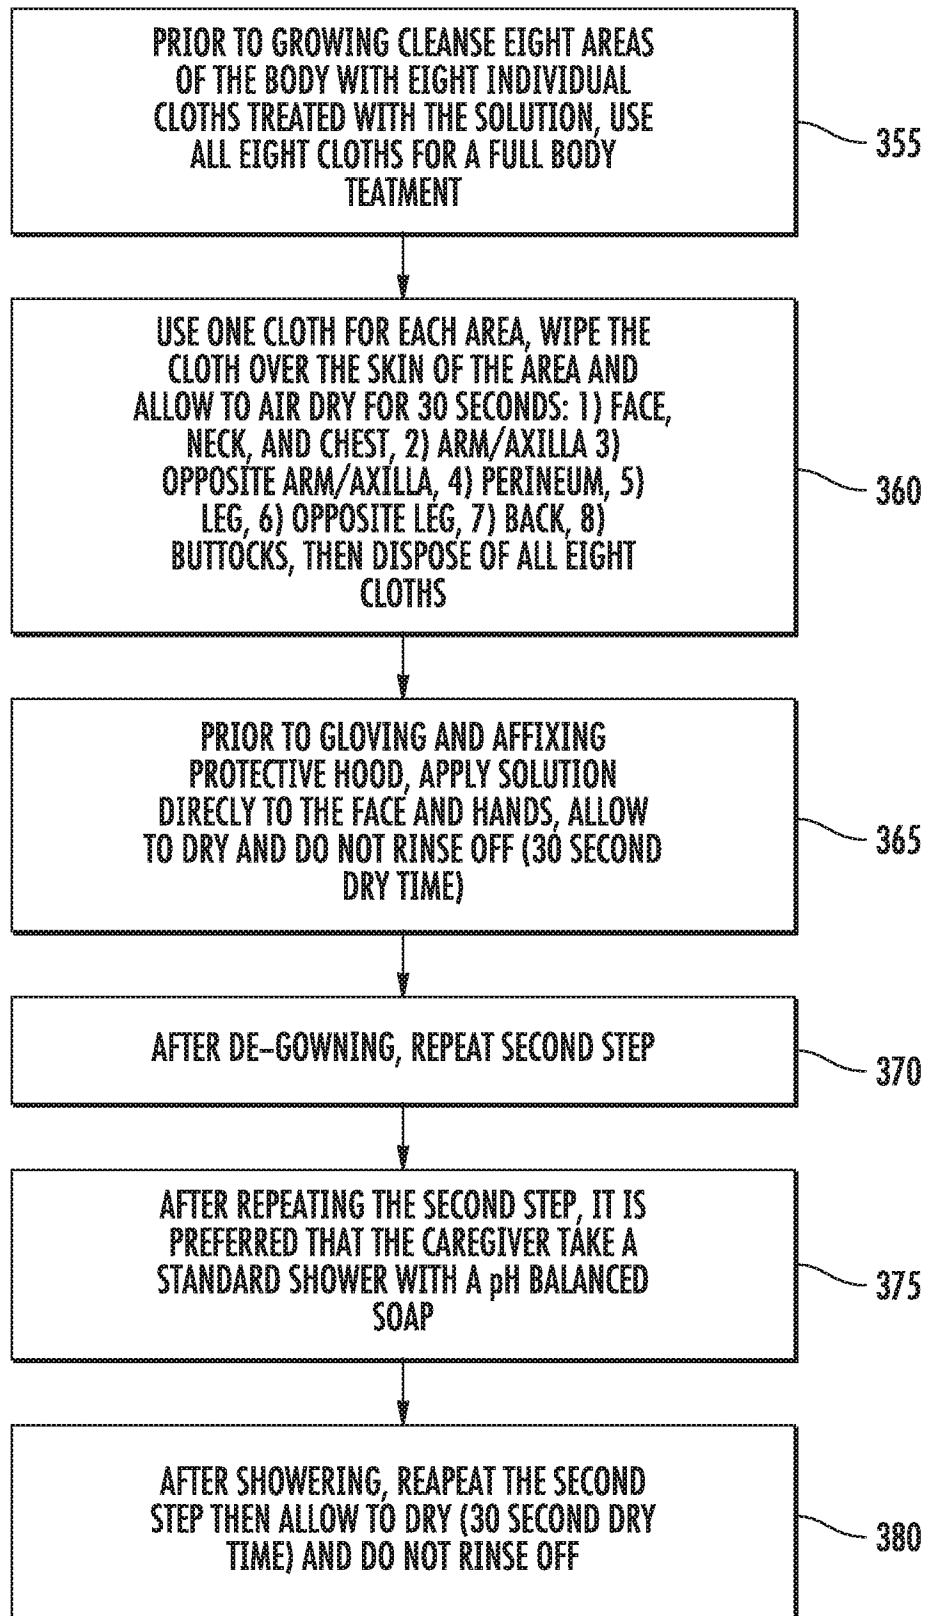 PRIOR TO GROWING CLEANSE EIGHT AREAS
OF THE BODY WITH EIGHT INDIVIDUAL
CLOTHS TREATED WITH THE SOLUTION, USE
ALL EIGHT CLOTHS FOR A FULL BODY
TEATMENT
355
USE ONE CLOTH FOR EACH AREA, WIPE THE
CLOTH OVER THE SKIN OF THE AREA AND
ALLOW TO AIR DRY FOR 30 SECONDS: 1) FACE,
NECK, AND CHEST, 2) ARM/AXILLA 3)
OPPOSITE ARM/AXILLA, 4) PERINEUM, 5)
LEG, 6) OPPOSITE LEG, 7) BACK, 8)
BUTTOCKS, THEN DISPOSE OF ALL EIGHT
CLOTHS
360
PRIOR TO GLOVING AND AFFIXING
PROTECTIVE HOOD, APPLY SOLUTION
DIRECLY TO THE FACE AND HANDS, ALLOW
TO DRY AND DO NOT RINSE OFF (30 SECOND
DRY TIME)
365
AFTER DE-GOWNING, REPEAT SECOND STEP
370
AFTER REPEATING THE SECOND STEP, IT IS
PREFERRED THAT THE CAREGIVER TAKE A
STANDARD SHOWER WITH A pH BALANCED
SOAP
375
AFTER SHOWERING, REAPEAT THE SECOND
STEP THEN ALLOW TO DRY (30 SECOND DRY
TIME) AND DO NOT RINSE OFF
380